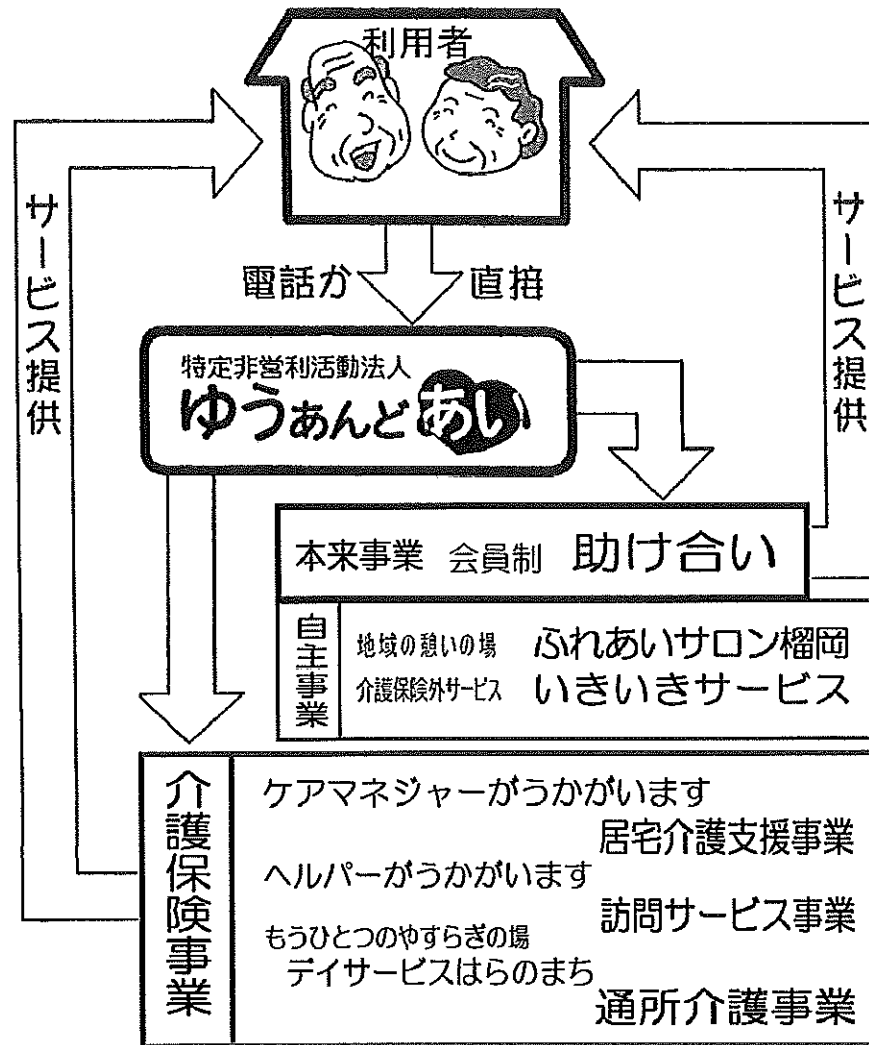 利用者
サービス提供
サービス提供
電話か
直接
特定非営利活動法人
ゆうあんどあい
本来事業 会員制 助け合い
自主事業
地域の憩いの場 ふれあいサロン榴岡
介護保険外サービス いきいきサービス
介護保険事業
ケアマネジャーがうかがいます
居宅介護支援事業
ヘルパーがうかがいます
訪問サービス事業
もうひとつのやすらぎの場
デイサービスはらのまち
通所介護事業